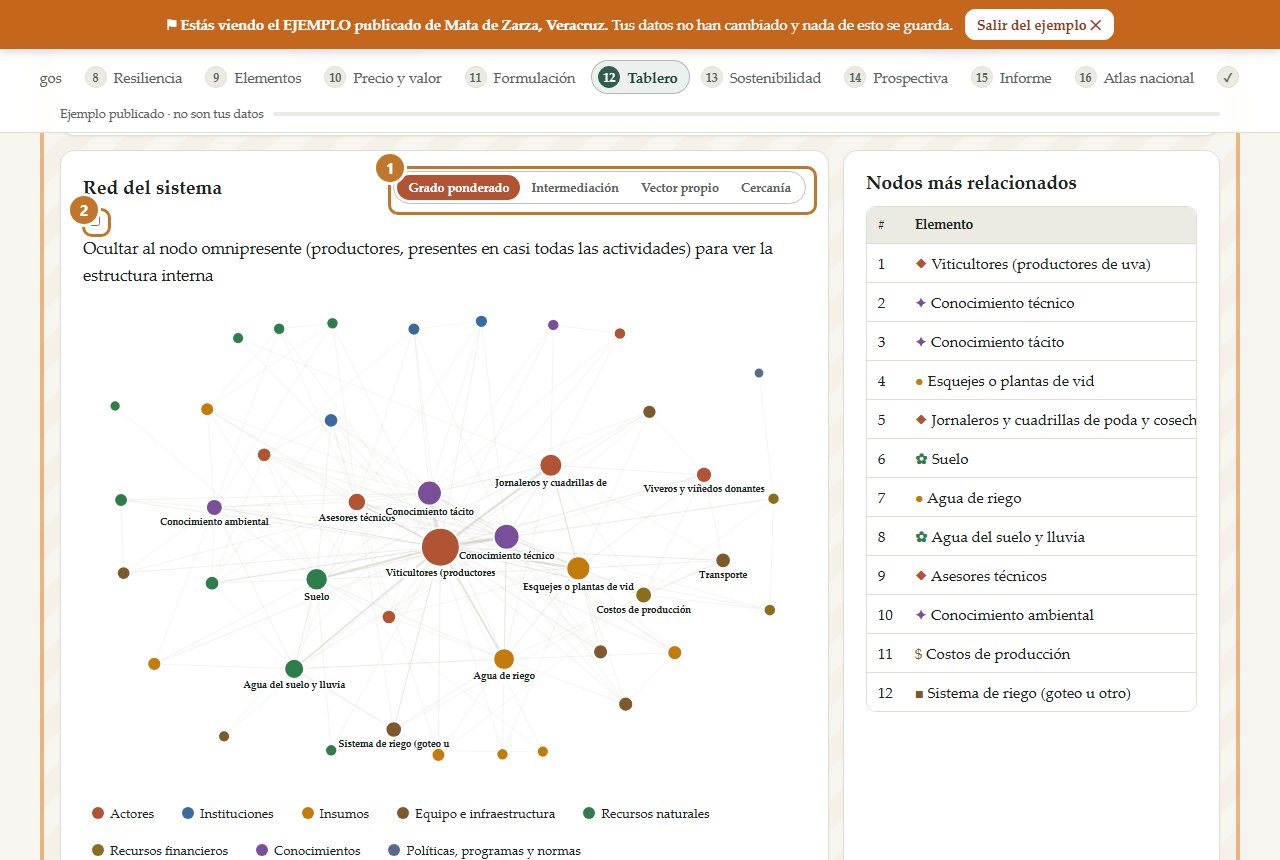 ⚑ Estás viendo el EJEMPLO publicado de Mata de Zarza, Veracruz. Tus datos no han cambiado y nada de esto se guarda. Salir del ejemplo ✕
gos 8 Resiliencia 9 Elementos 10 Precio y valor 11 Formulación 12 Tablero 13 Sostenibilidad 14 Prospectiva 15 Informe 16 Atlas nacional ✓
Ejemplo publicado · no son tus datos
1
Red del sistema
Grado ponderado Intermediación Vector propio Cercanía
2
Ocultar al nodo omnipresente (productores, presentes en casi todas las actividades) para ver la
estructura interna
Jornaleros y cuadrillas de
Viveros y viñedos donantes
Conocimiento tácito
Asesores técnicos
Conocimiento ambiental
Conocimiento técnico
Viticultores (productores
Transporte
Esquejes o plantas de vid
Suelo
Costos de producción
Agua de riego
Agua del suelo y lluvia
Sistema de riego (goteo u
Actores Instituciones Insumos Equipo e infraestructura Recursos naturales
Recursos financieros Conocimientos Políticas, programas y normas
Nodos más relacionados
# Elemento
1 ◆ Viticultores (productores de uva)
2 ✦ Conocimiento técnico
3 ✦ Conocimiento tácito
4 ● Esquejes o plantas de vid
5 ◆ Jornaleros y cuadrillas de poda y cosech
6 ✿ Suelo
7 ● Agua de riego
8 ✿ Agua del suelo y lluvia
9 ◆ Asesores técnicos
10 ✦ Conocimiento ambiental
11 $ Costos de producción
12 ■ Sistema de riego (goteo u otro)